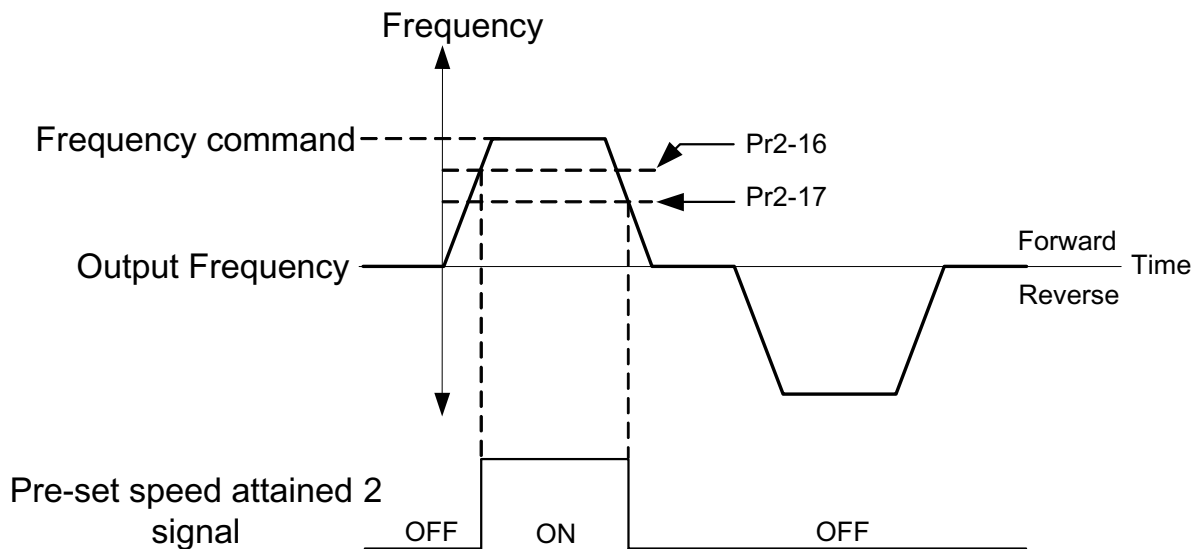 Frequency
Frequency command
Pr2-16
Pr2-17
Output Frequency
Forward
Time
Reverse
Pre-set speed attained 2
signal
OFF
ON
OFF